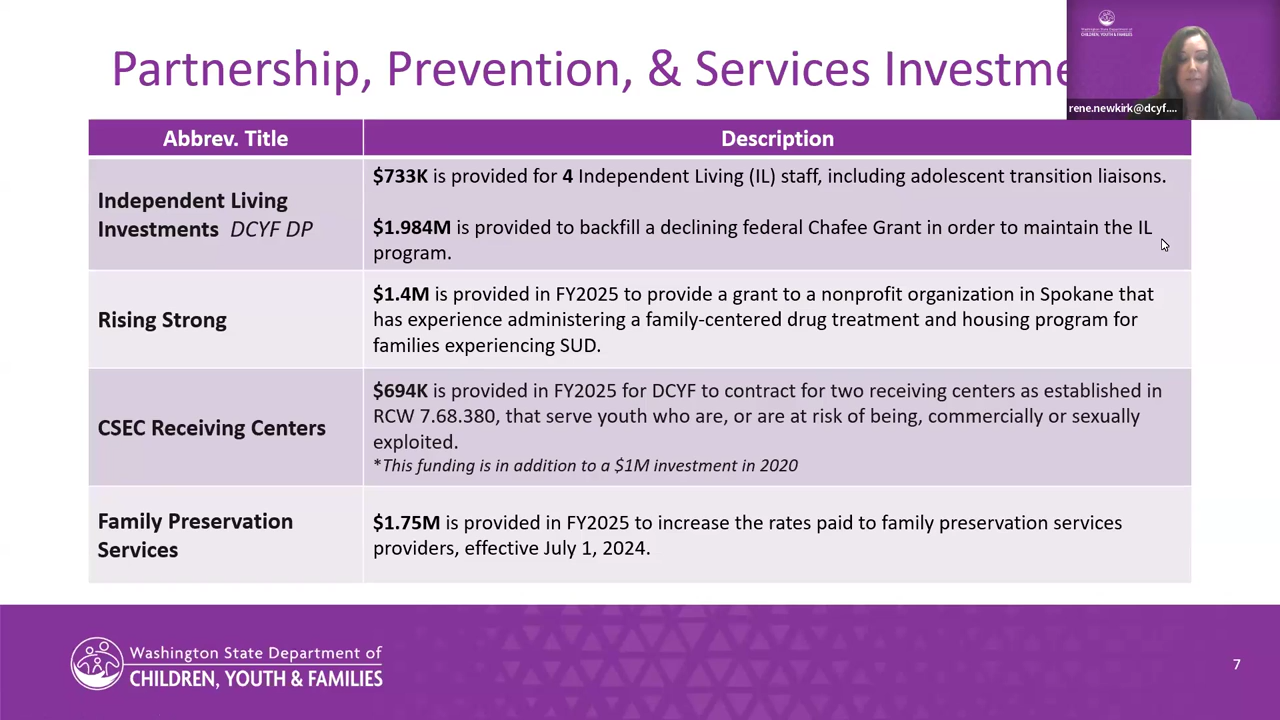 Partnership, Prevention, & Services Investme
Washington State Department of
CHILDREN, YOUTH & FAMILIES
rene.newkirk@dcyf....
Abbrev. Title
Description
Independent Living
Investments DCYF DP
$733K is provided for 4 Independent Living (IL) staff, including adolescent transition liaisons.
$1.984M is provided to backfill a declining federal Chafee Grant in order to maintain the IL
program.
Rising Strong
$1.4M is provided in FY2025 to provide a grant to a nonprofit organization in Spokane that
has experience administering a family-centered drug treatment and housing program for
families experiencing SUD.
CSEC Receiving Centers
$694K is provided in FY2025 for DCYF to contract for two receiving centers as established in
RCW 7.68.380, that serve youth who are, or are at risk of being, commercially or sexually
exploited.
*This funding is in addition to a $1M investment in 2020
Family Preservation
Services
$1.75M is provided in FY2025 to increase the rates paid to family preservation services
providers, effective July 1, 2024.
Washington State Department of
CHILDREN, YOUTH & FAMILIES
7